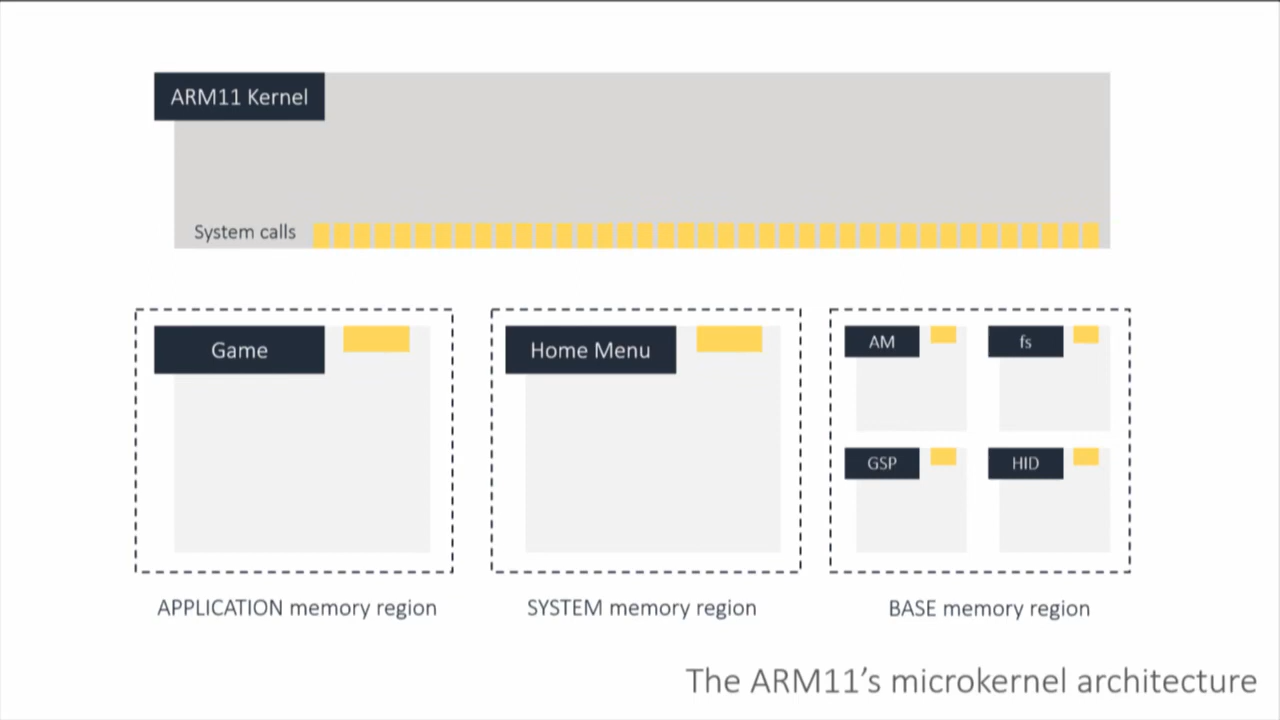 ARM11 Kernel
System calls
Game
Home Menu
AM
fs
GSP
HID
APPLICATION memory region
SYSTEM memory region
BASE memory region
The ARM11’s microkernel architecture